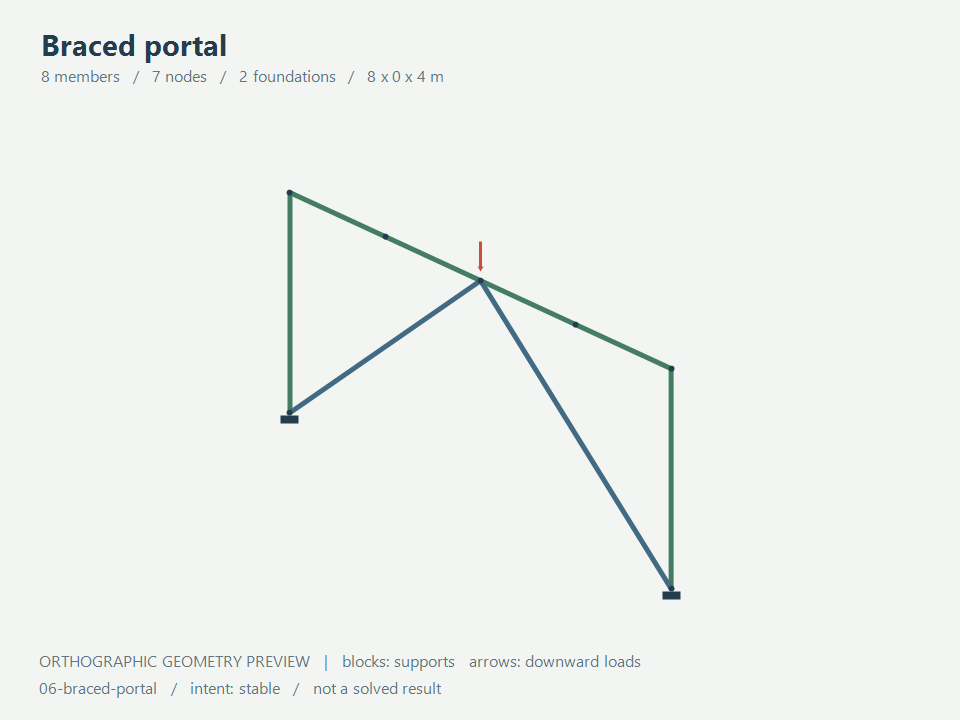 Braced portal
8 members / 7 nodes / 2 foundations / 8 x 0 x 4 m
ORTHOGRAPHIC GEOMETRY PREVIEW | blocks: supports arrows: downward loads
06-braced-portal / intent: stable / not a solved result